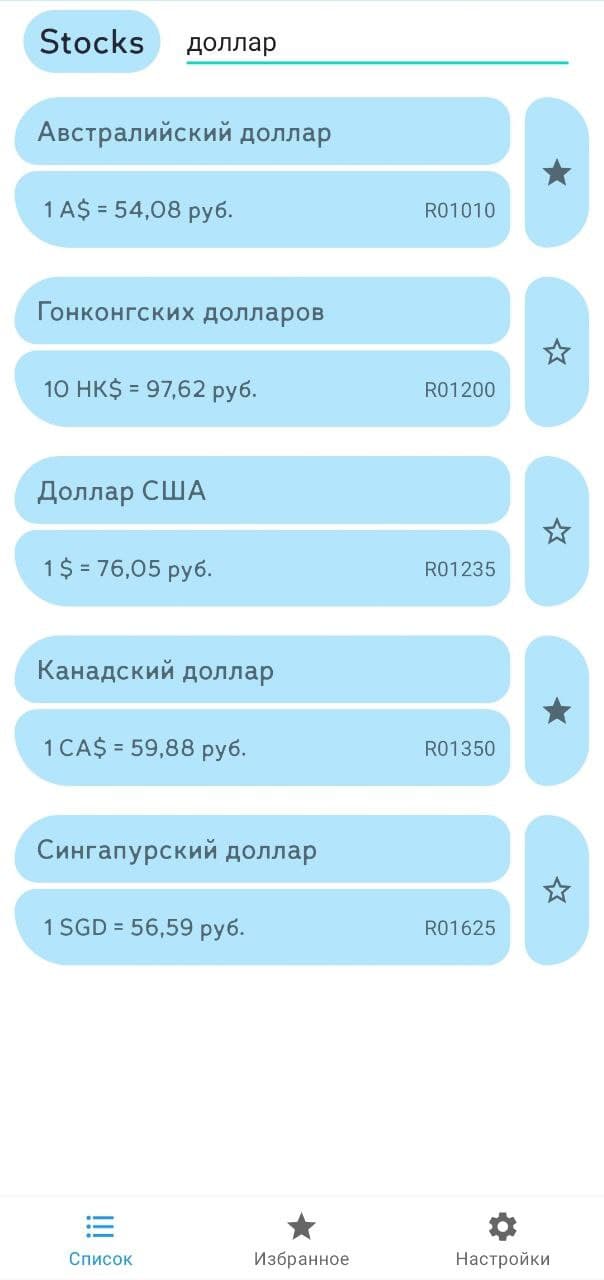 Stocks доллар
Австралийский доллар
1 A$ = 54,08 руб. R01010
Гонконгских долларов
10 HK$ = 97,62 руб. R01200
Доллар США
1 $ = 76,05 руб. R01235
Канадский доллар
1 CA$ = 59,88 руб. R01350
Сингапурский доллар
1 SGD = 56,59 руб. R01625
Список Избранное Настройки